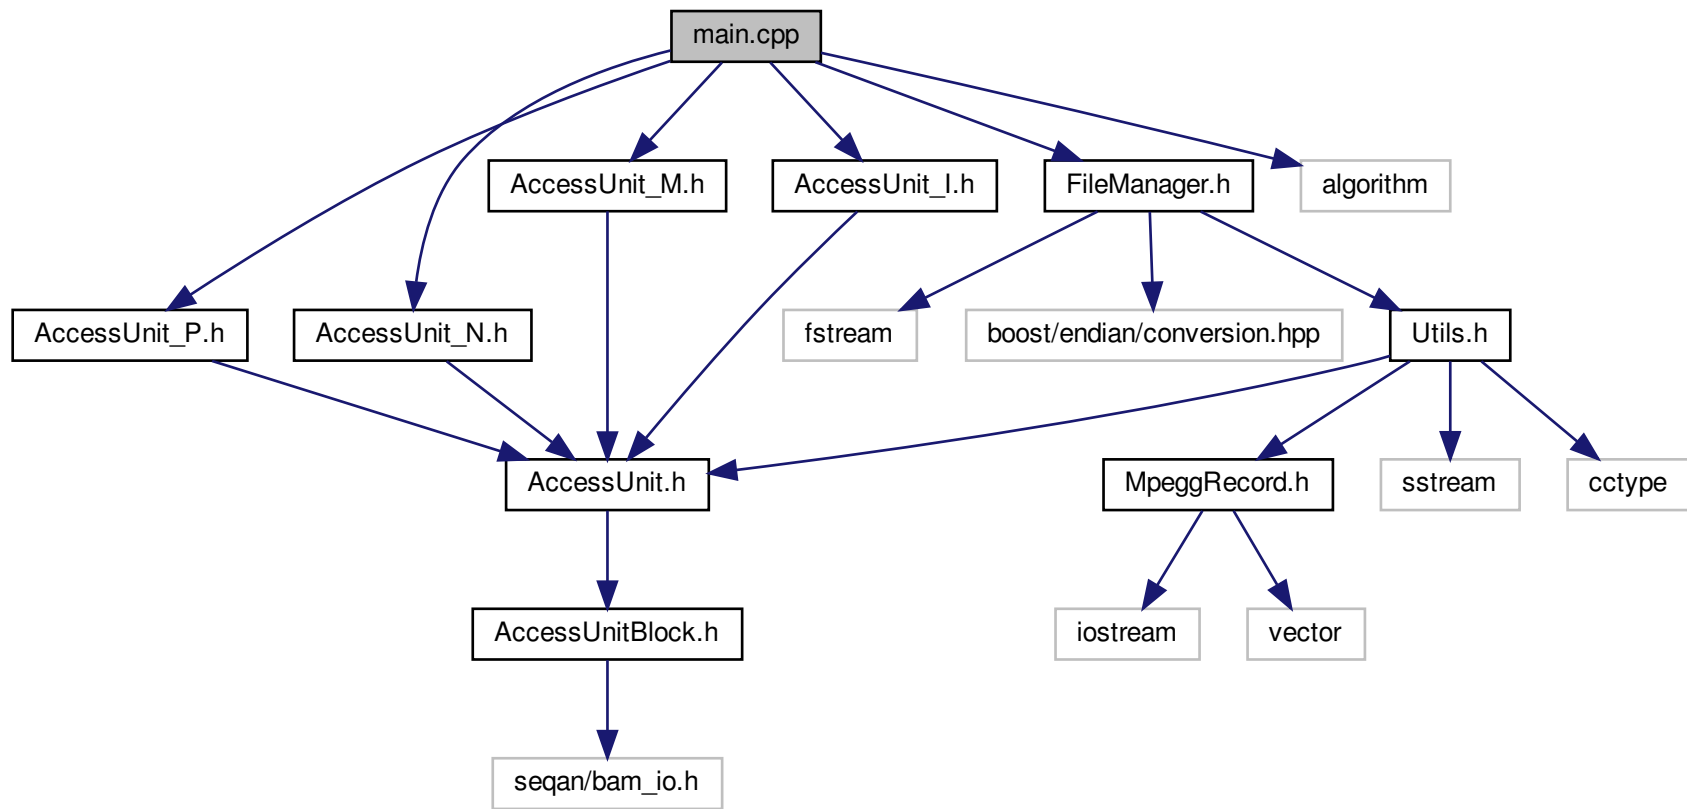 main.cpp
AccessUnit_M.h
AccessUnit_I.h
FileManager.h
algorithm
AccessUnit_P.h
AccessUnit_N.h
fstream
boost/endian/conversion.hpp
Utils.h
AccessUnit.h
MpeggRecord.h
sstream
cctype
AccessUnitBlock.h
iostream
vector
seqan/bam_io.h